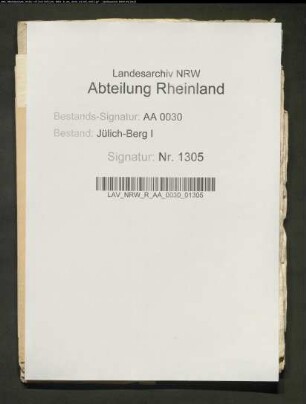 Landesarchiv NRW
Abteilung Rheinland
Bestands-Signatur: AA 0030
Bestand: Jülich-Berg I
Signatur: Nr. 1305
LAV_NRW_R_AA_0030_01305